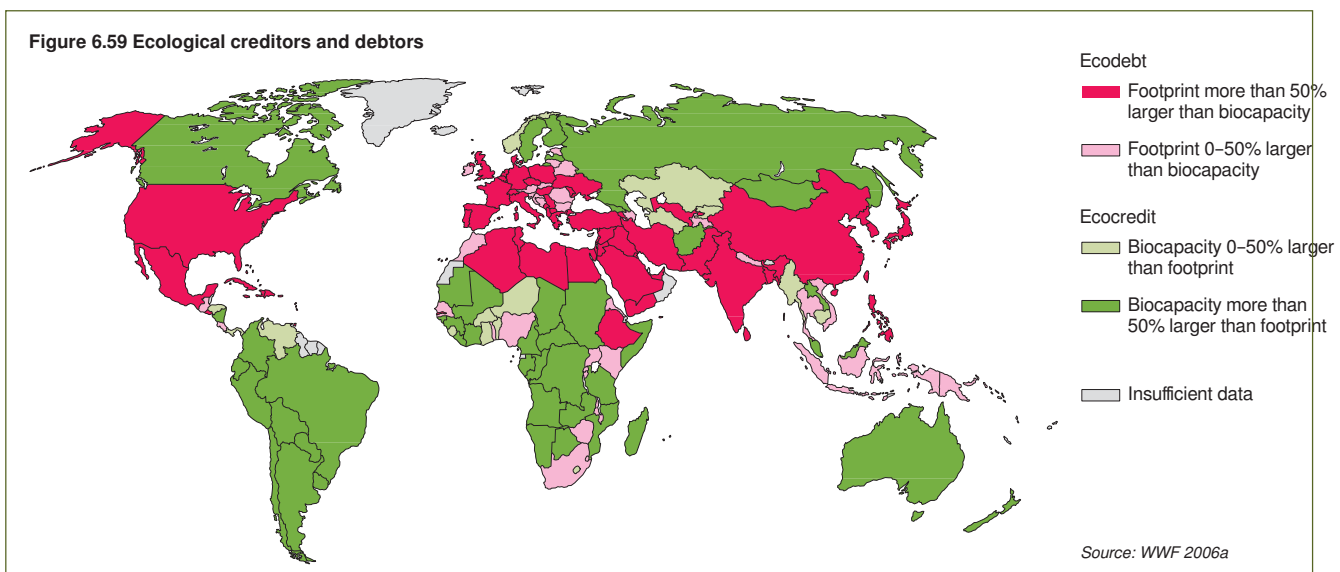 Figure 6.59 Ecological creditors and debtors
Ecodebt
Footprint more than 50%
larger than biocapacity
Footprint 0–50% larger
than biocapacity
Ecocredit
Biocapacity 0–50% larger
than footprint
Biocapacity more than
50% larger than footprint
Insufficient data
Source: WWF 2006a